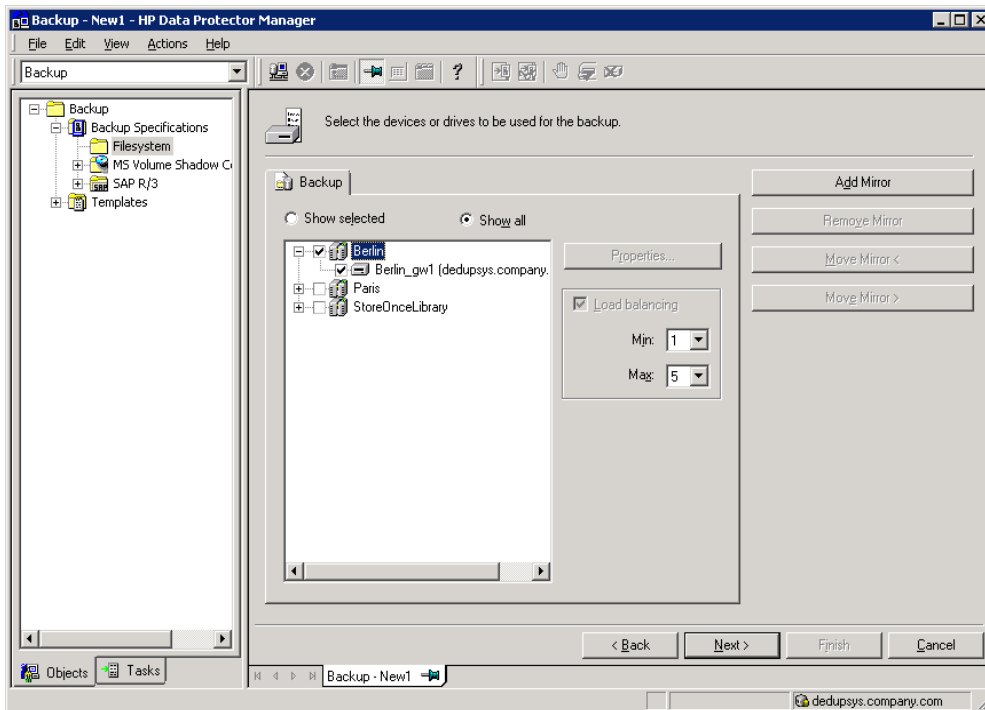 Backup - New1 - HP Data Protector Manager
File Edit View Actions Help
Backup
Backup
Backup Specifications
Filesystem
MS Volume Shadow Co
SAP R/3
Templates
Objects
Tasks
Select the devices or drives to be used for the backup.
Backup
Show selected
Show all
Berlin
Berlin_gw1 (dedupsys.company.
Paris
StoreOnceLibrary
Properties...
Load balancing
Min: 1
Max: 5
Add Mirror
Remove Mirror
Move Mirror <
Move Mirror >
< Back
Next >
Finish
Cancel
Backup - New1
dedupsys.company.com